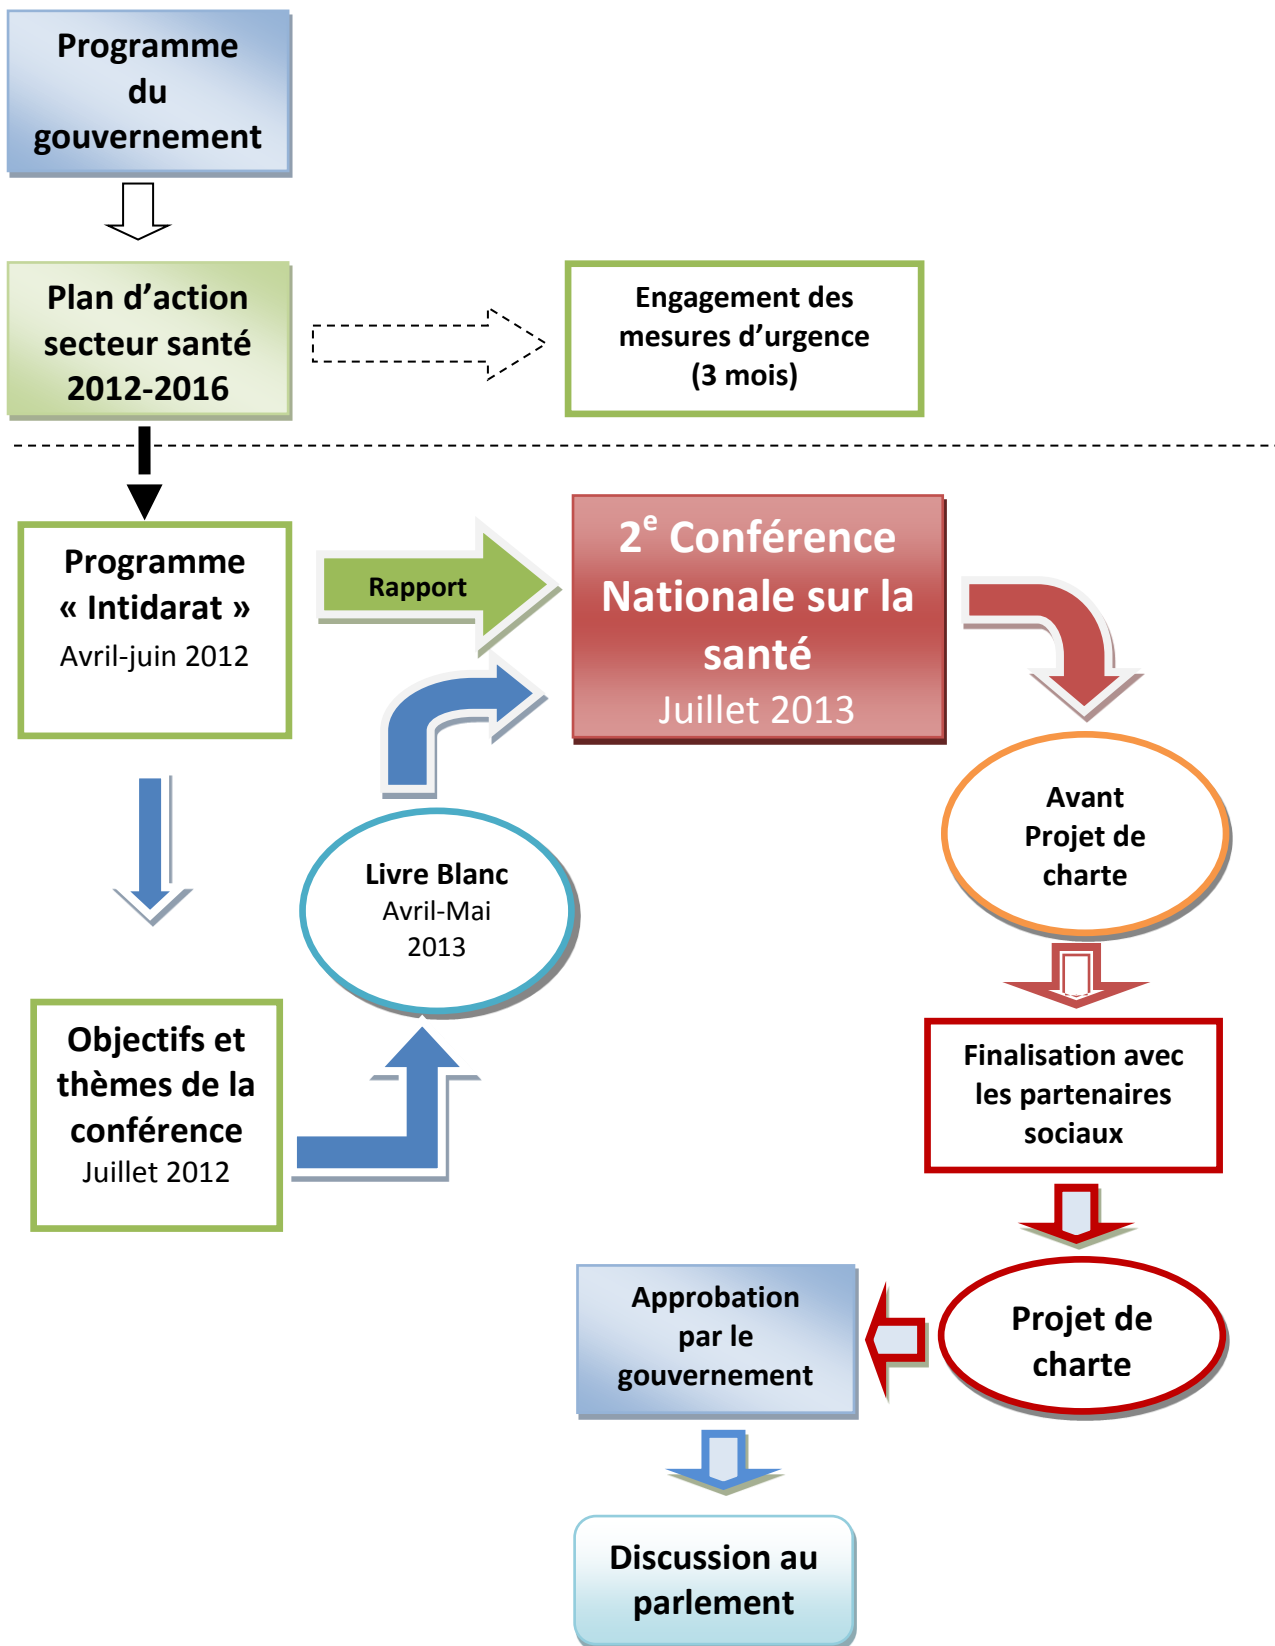 Programme
du
gouvernement
Plan d’action
secteur santé
2012-2016
Engagement des
mesures d’urgence
(3 mois)
Programme
« Intidarat »
Avril-juin 2012
Rapport
2e Conférence
Nationale sur la
santé
Juillet 2013
Livre Blanc
Avril-Mai
2013
Avant
Projet de
charte
Objectifs et
thèmes de la
conférence
Juillet 2012
Finalisation avec
les partenaires
sociaux
Projet de
charte
Approbation
par le
gouvernement
Discussion au
parlement